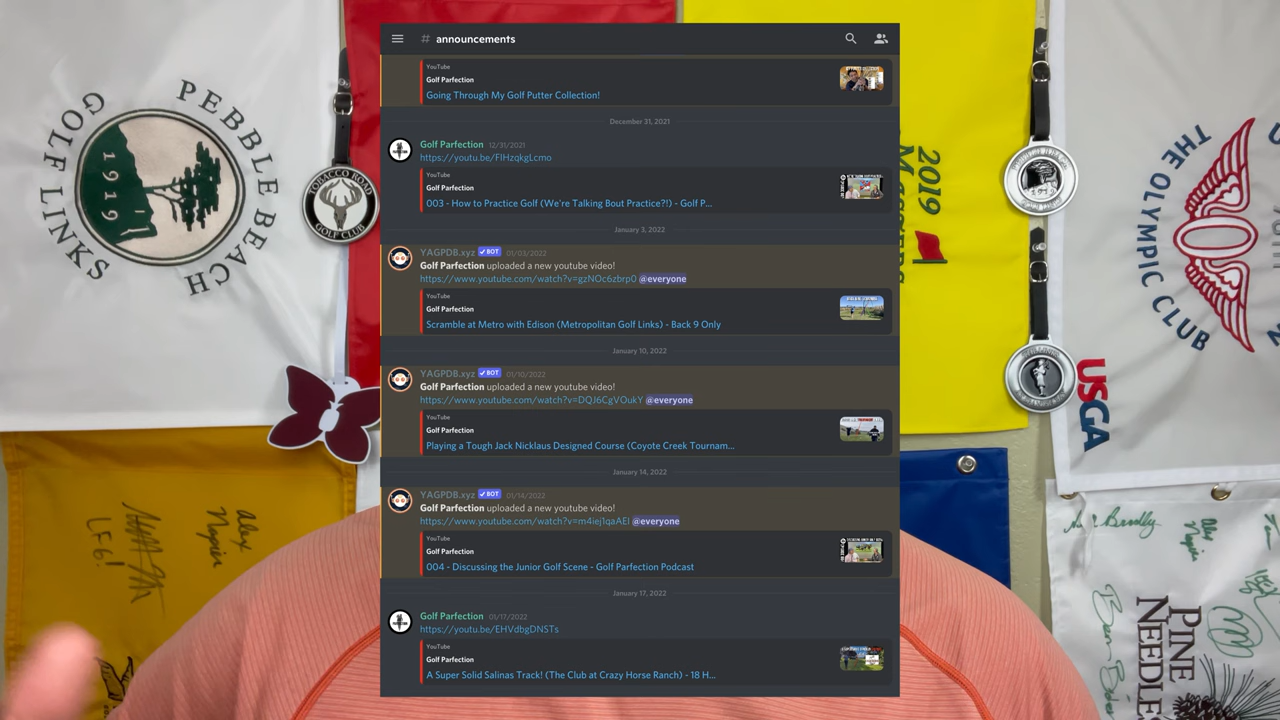 # announcements
YouTube
Golf Parfection
Going Through My Golf Putter Collection!
December 31, 2021
Golf Parfection 12/31/2021
https://youtu.be/FlHzqkgLcmo
YouTube
Golf Parfection
003 - How to Practice Golf (We're Talking Bout Practice?!) - Golf P...
January 3, 2022
YAGPDB.xyz ✓ BOT 01/03/2022
Golf Parfection uploaded a new youtube video!
https://www.youtube.com/watch?v=gzNOc6zbrp0 @everyone
YouTube
Golf Parfection
Scramble at Metro with Edison (Metropolitan Golf Links) - Back 9 Only
January 10, 2022
YAGPDB.xyz ✓ BOT 01/10/2022
Golf Parfection uploaded a new youtube video!
https://www.youtube.com/watch?v=DQJ6CgVOukY @everyone
YouTube
Golf Parfection
Playing a Tough Jack Nicklaus Designed Course (Coyote Creek Tournam...
January 14, 2022
YAGPDB.xyz ✓ BOT 01/14/2022
Golf Parfection uploaded a new youtube video!
https://www.youtube.com/watch?v=m4iej1qaAEI @everyone
YouTube
Golf Parfection
004 - Discussing the Junior Golf Scene - Golf Parfection Podcast
January 17, 2022
Golf Parfection 01/17/2022
https://youtu.be/EHVdbgDNSTs
YouTube
Golf Parfection
A Super Solid Salinas Track! (The Club at Crazy Horse Ranch) - 18 H...
PEBBLE BEACH
GOLF LINKS
1919
TOBACCO ROAD
GOLF CLUB
Alex
Napier
LF6!
2019
Masters
THE OLYMPIC CLUB
USGA
Bradly
Alex
Napier
PINE
NEEDLE